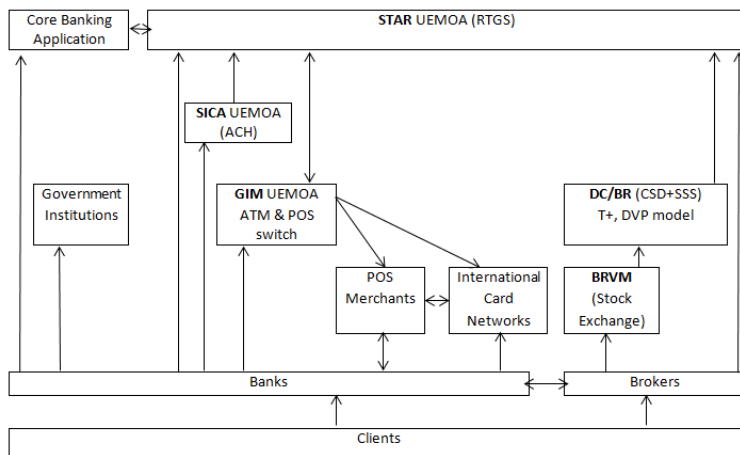 Core Banking
Application
STAR UEMOA (RTGS)
SICA UEMOA
(ACH)
Government
Institutions
GIM UEMOA
ATM & POS
switch
DC/BR (CSD+SSS)
T+, DVP model
POS
Merchants
International
Card
Networks
BRVM
(Stock
Exchange)
Banks
Brokers
Clients